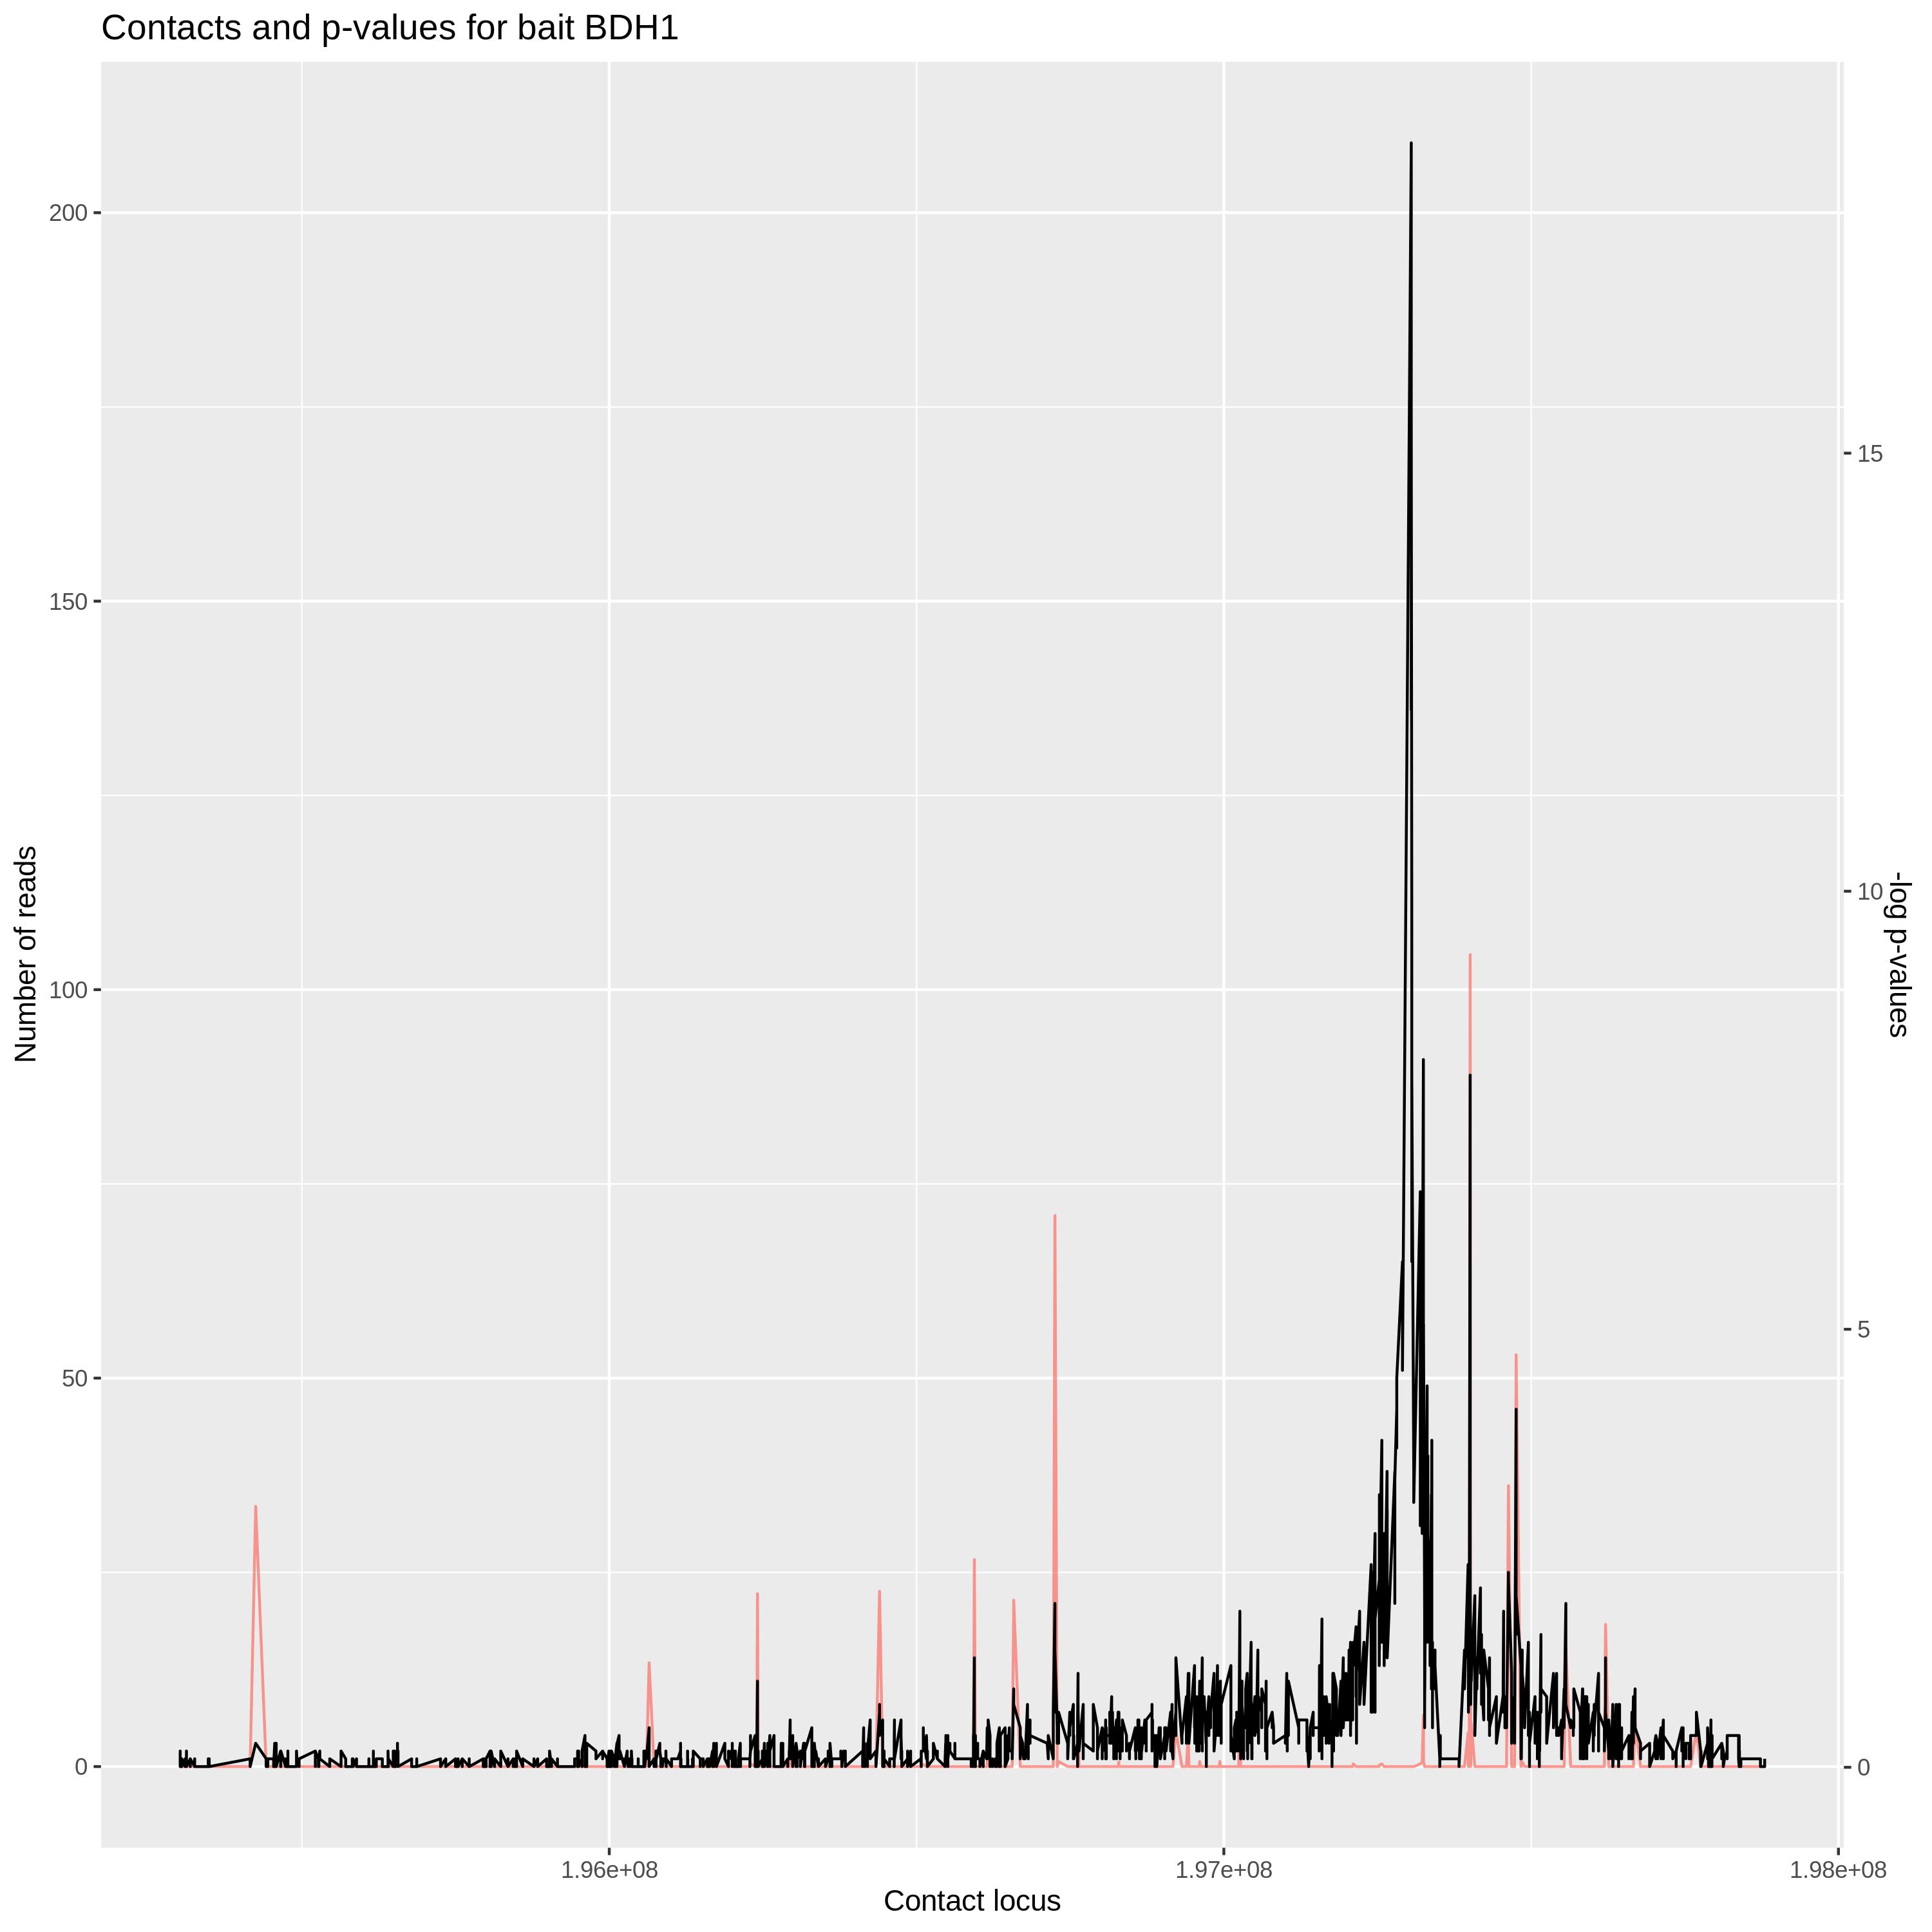 Contacts and p-values for bait BDH1
200
150
100
50
0
Number of reads
15
10
5
0
-log p-values
1.96e+08
1.97e+08
1.98e+08
Contact locus